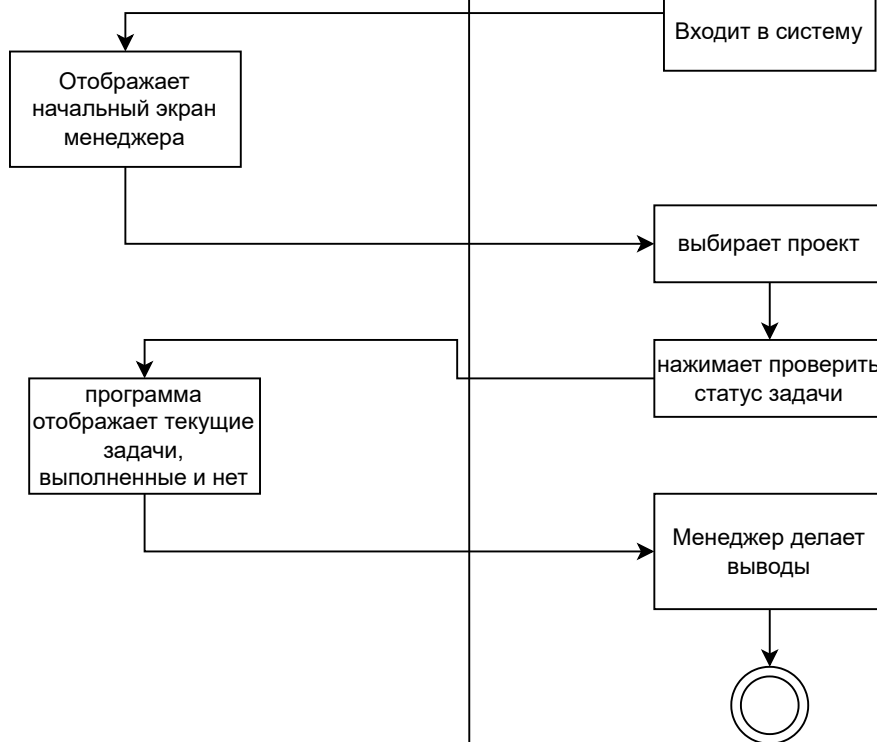 Входит в систему
Отображает
начальный экран
менеджера
выбирает проект
нажимает проверить
статус задачи
программа
отображает текущие
задачи,
выполненные и нет
Менеджер делает
выводы